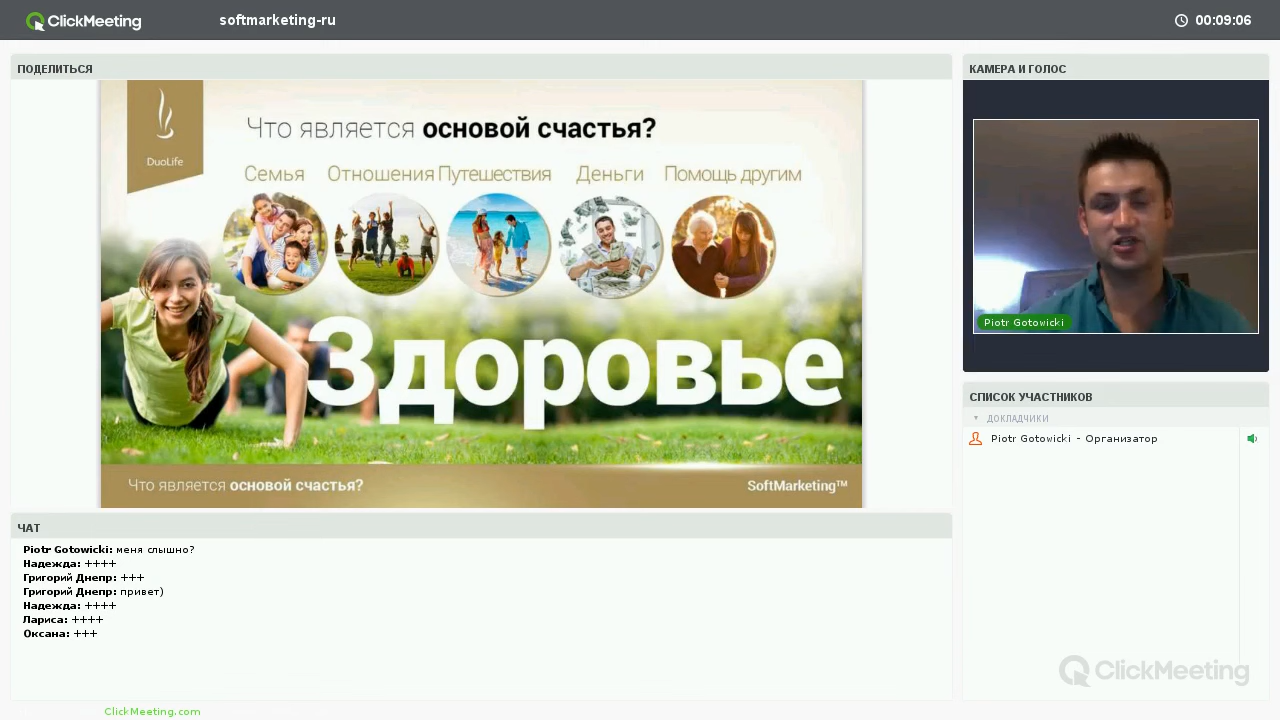 ClickMeeting
softmarketing-ru
00:09:06
ПОДЕЛИТЬСЯ
DuoLife
Что является основой счастья?
Семья Отношения Путешествия Деньги Помощь другим
Здоровье
Что является основой счастья?
SoftMarketing™
КАМЕРА И ГОЛОС
Piotr Gotowicki
СПИСОК УЧАСТНИКОВ
ДОКЛАДЧИКИ
Piotr Gotowicki - Организатор
ClickMeeting
ЧАТ
Piotr Gotowicki: меня слышно?
Надежда: ++++
Григорий Днепр: +++
Григорий Днепр: привет)
Надежда: ++++
Лариса: ++++
Оксана: +++
ClickMeeting.com